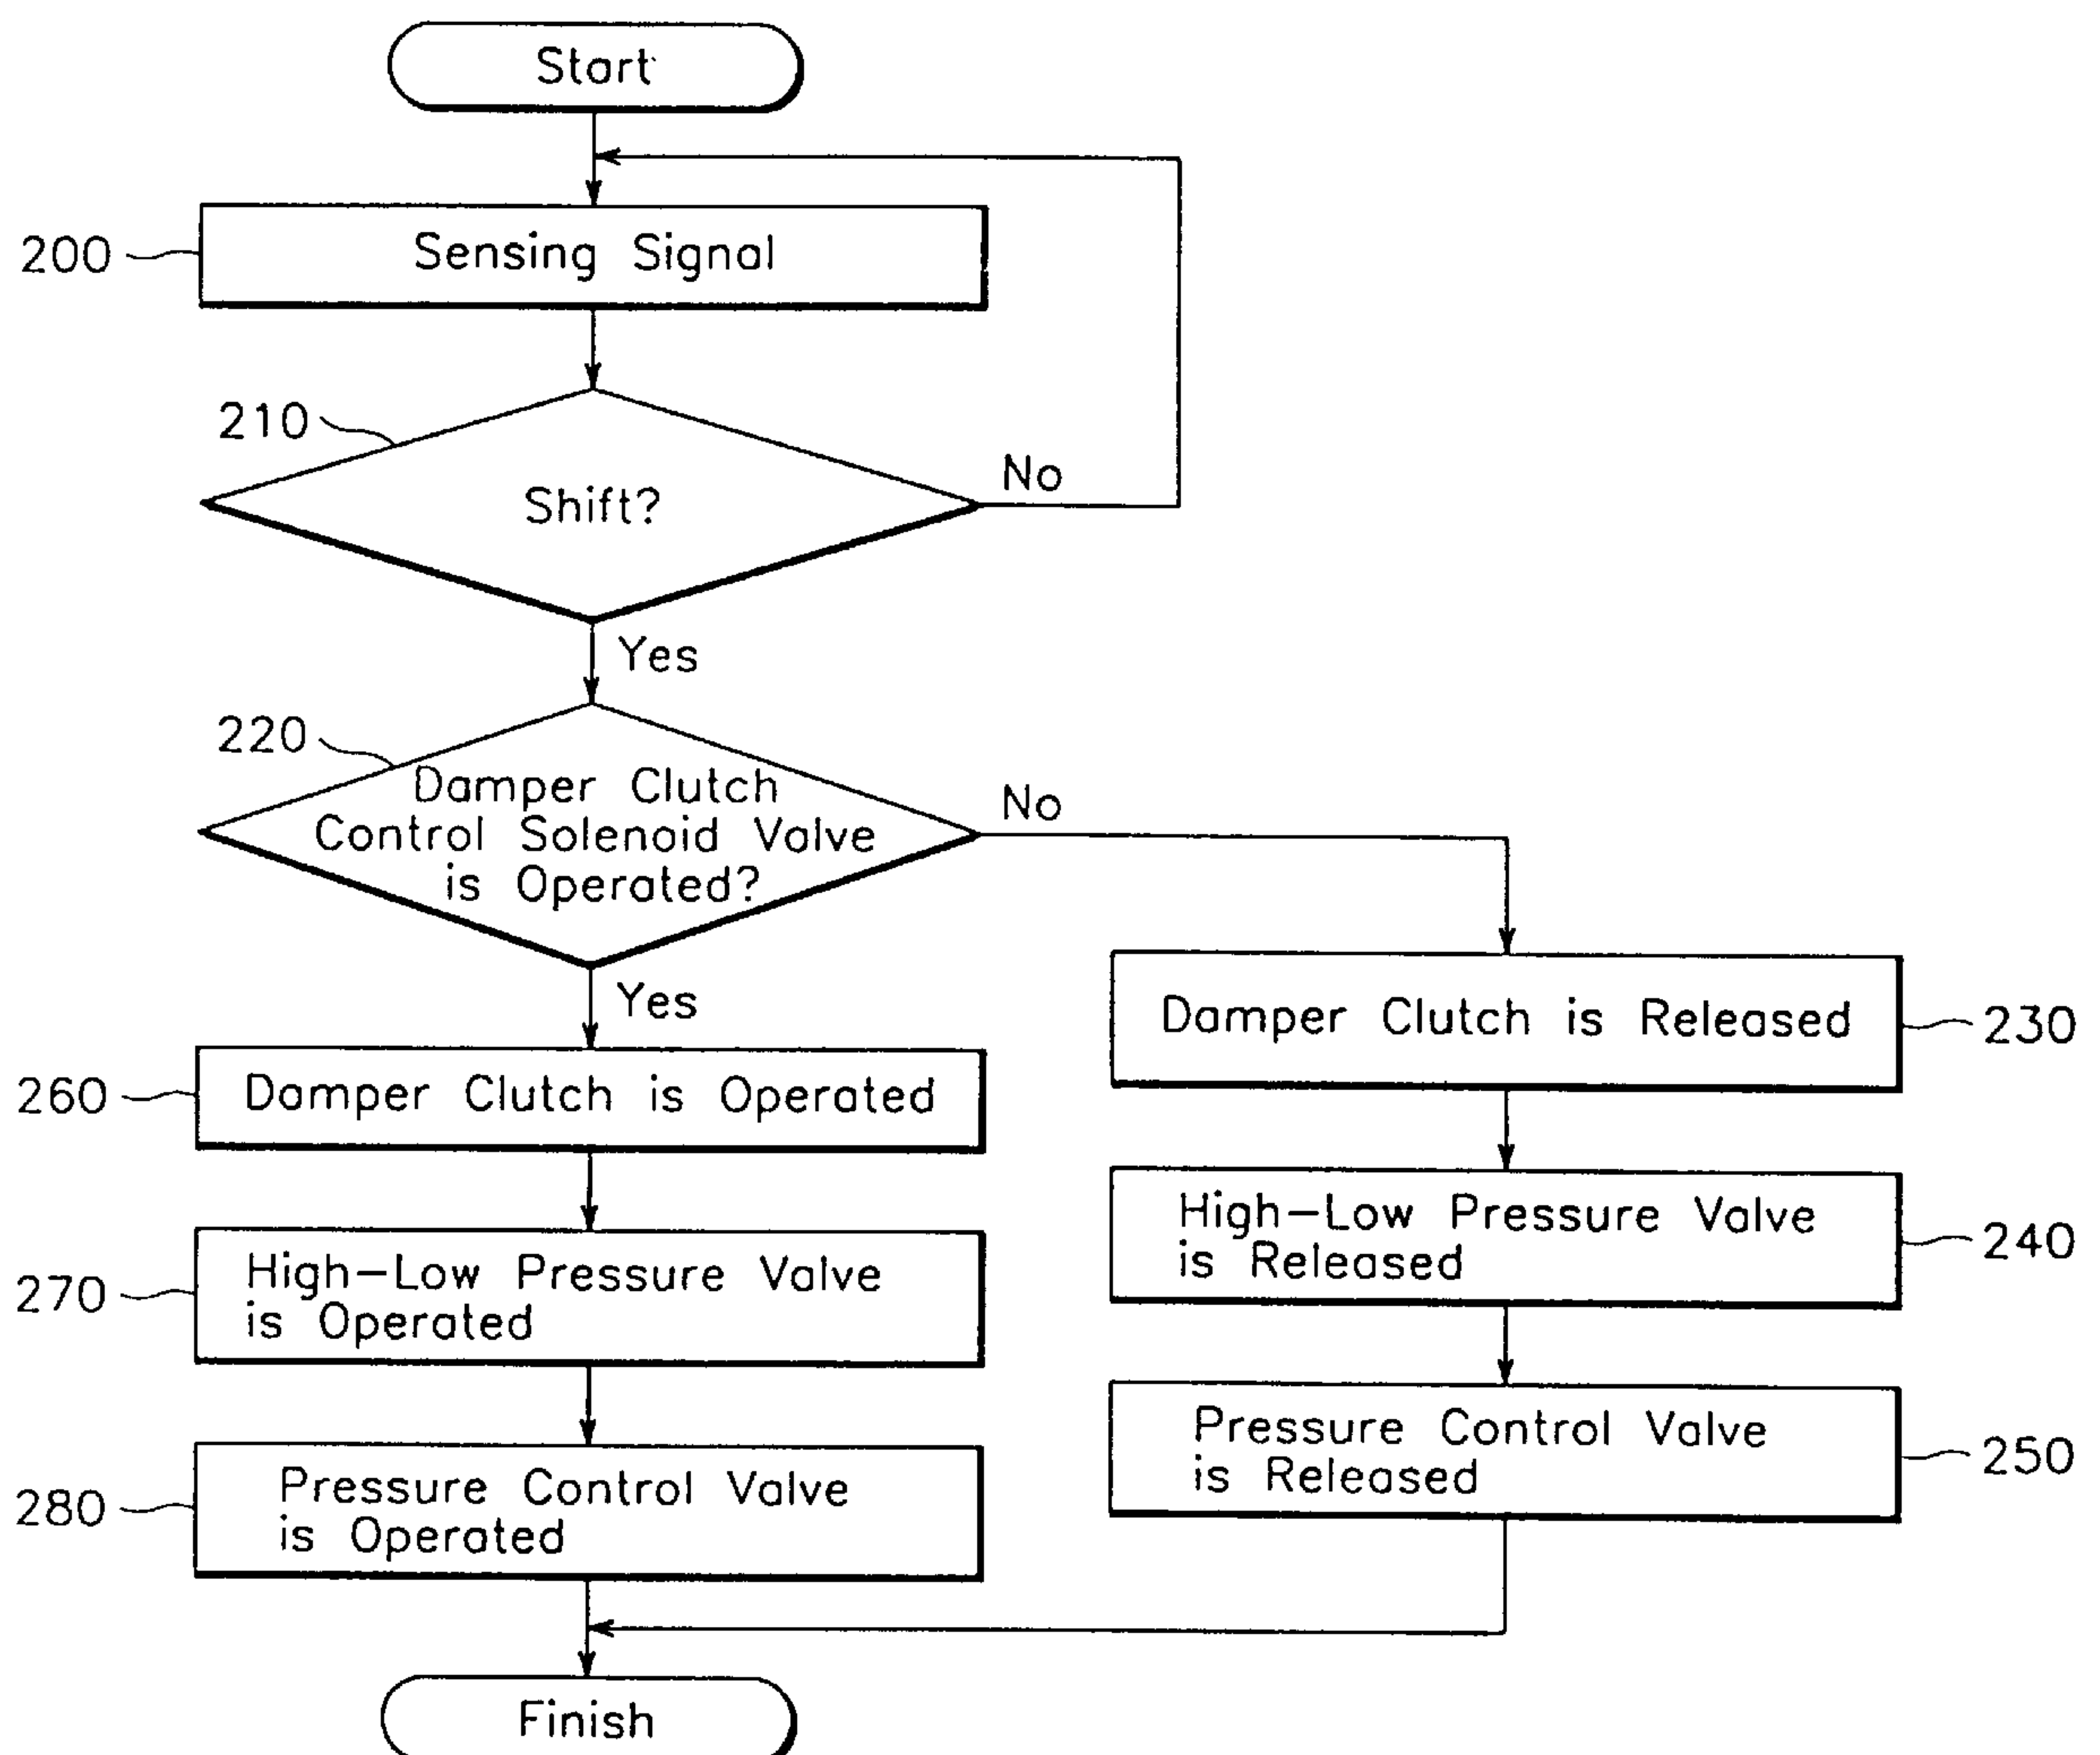 Start
200
Sensing Signal
210
Shift?
No
Yes
220
Damper Clutch
Control Solenoid Valve
is Operated?
No
Yes
Damper Clutch is Released
230
260
Damper Clutch is Operated
High-Low Pressure Valve
is Released
240
270
High-Low Pressure Valve
is Operated
Pressure Control Valve
is Released
250
280
Pressure Control Valve
is Operated
Finish